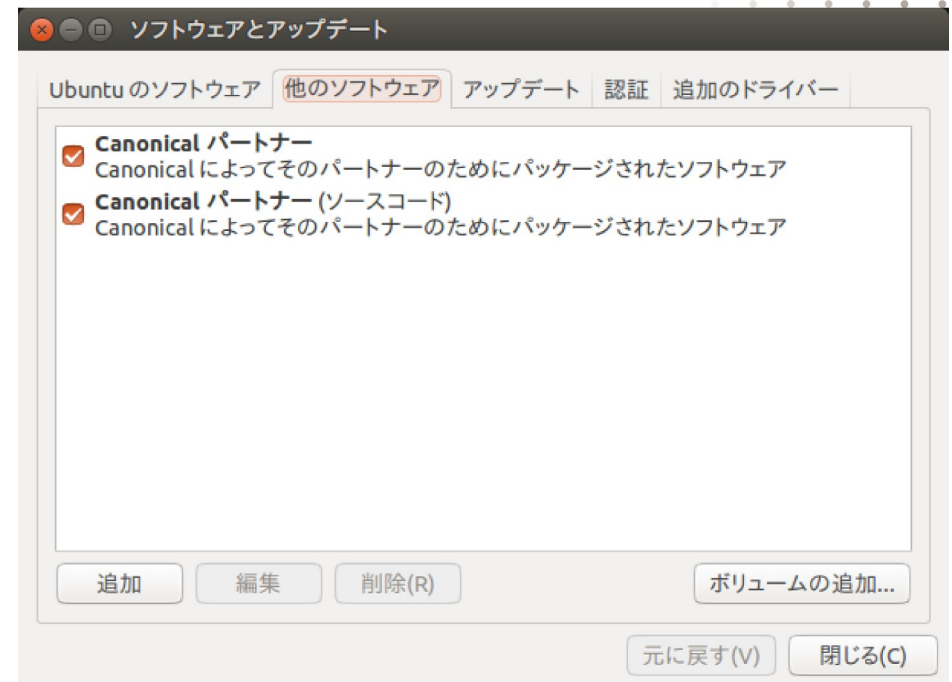 ソフトウェアとアップデート
Ubuntu のソフトウェア 他のソフトウェア アップデート 認証 追加のドライバー
Canonical パートナー
Canonical によってそのパートナーのためにパッケージされたソフトウェア
Canonical パートナー (ソースコード)
Canonical によってそのパートナーのためにパッケージされたソフトウェア
追加 編集 削除(R) ボリュームの追加...
元に戻す(V) 閉じる(C)